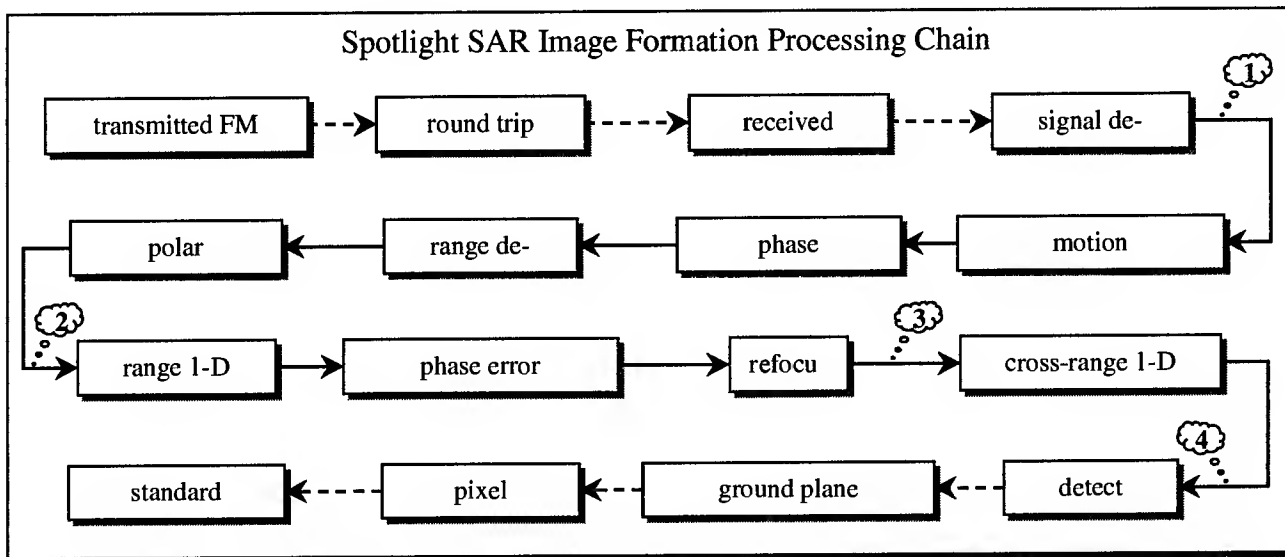 Spotlight SAR Image Formation Processing Chain
1
transmitted FM
round trip
received
signal de-
polar
range de-
phase
motion
2
3
range 1-D
phase error
refocu
cross-range 1-D
4
standard
pixel
ground plane
detect